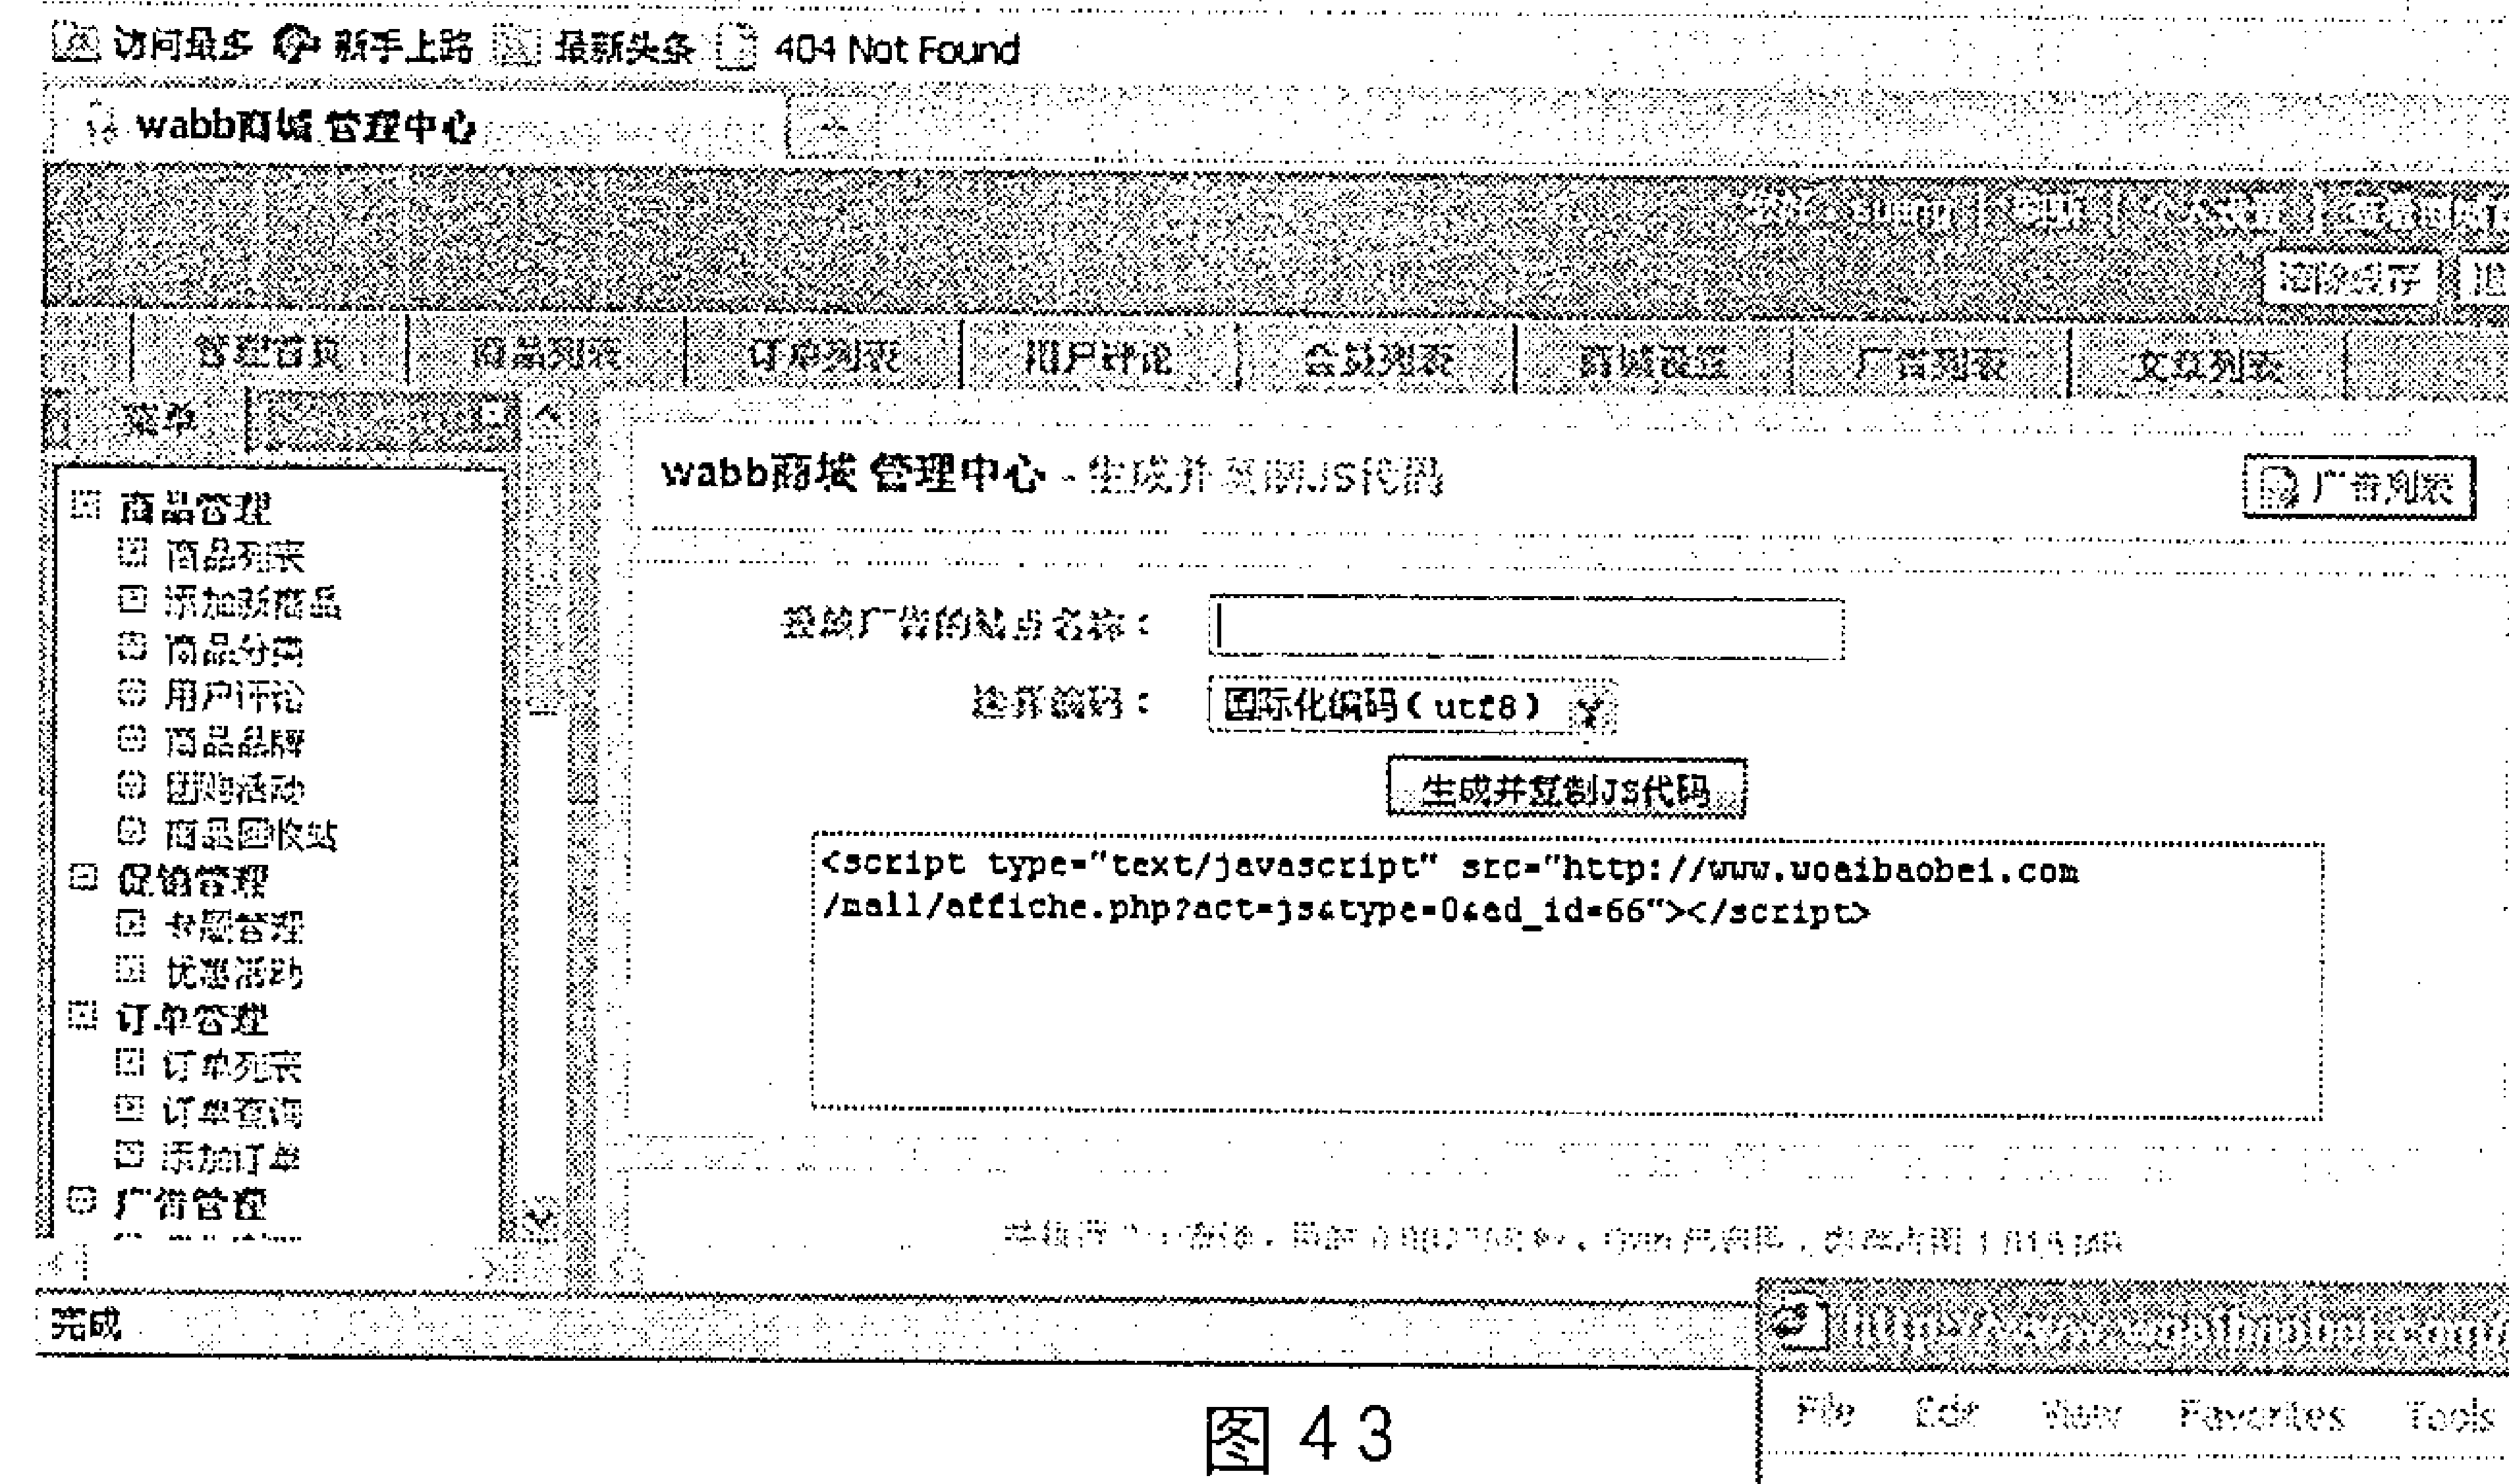 访问最多 新手上路 最新头条 404 Not Found
wabb商城 管理中心
个人设置
清除缓存
管理首页 商品列表 订单列表 用户评论 会员列表 商城设置 广告列表 文章列表
菜单
wabb商城 管理中心 - 生成并复制JS代码 广告列表
商品管理
商品列表
添加新商品
商品分类
用户评论
商品品牌
团购活动
商品回收站
促销管理
专题管理
优惠活动
订单管理
订单列表
订单查询
添加订单
广告管理
投放广告的站点名称：
选择编码： 国际化编码（utf8）
生成并复制JS代码
<script type="text/javascript" src="http://www.woaibaobei.com
/mall/affiche.php?act=js&type=0&ad_id=66"></script>
完成
File Edit View Favorites Tools
图 43